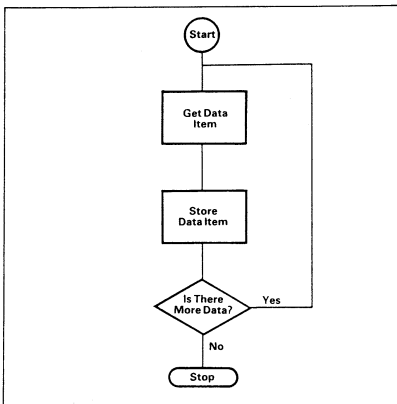 Start
Get Data
Item
Store
Data Item
Is There
More Data?
Yes
No
Stop